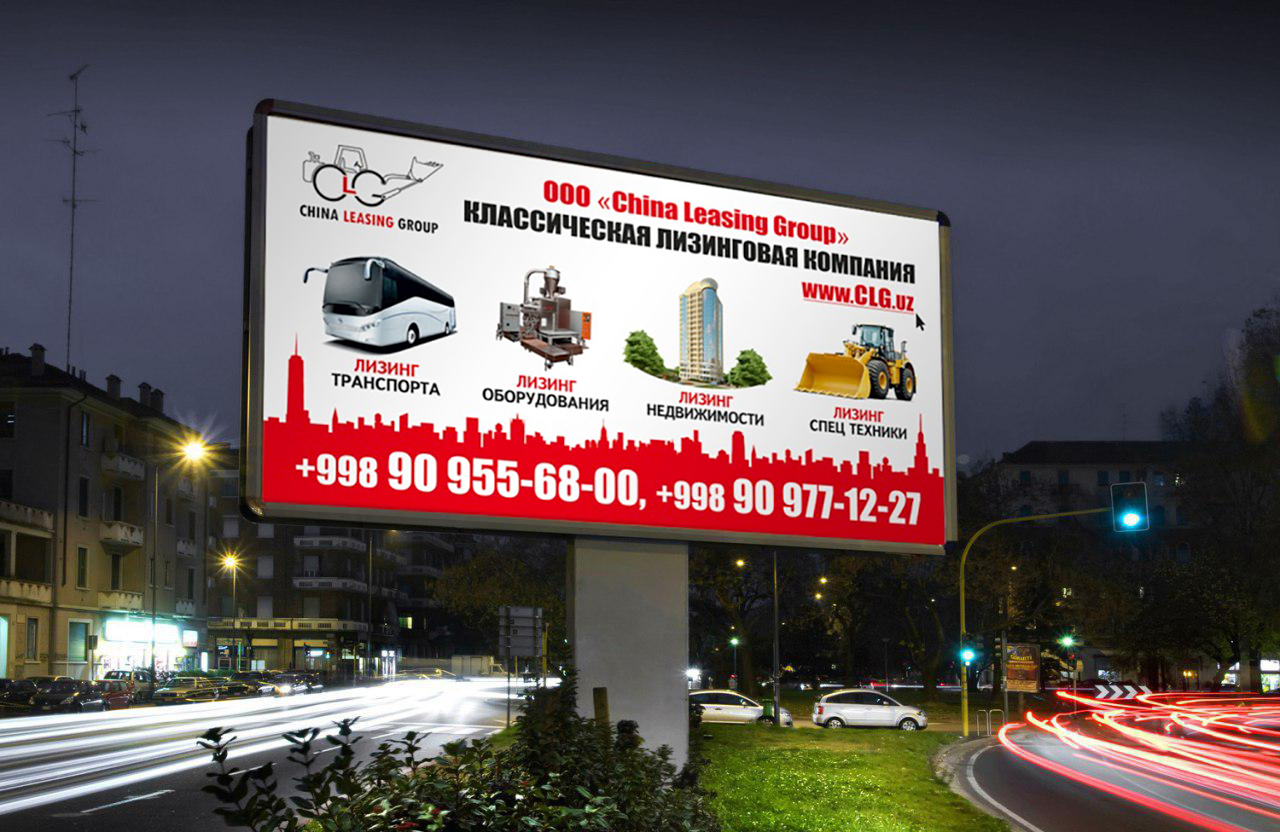 CLG
CHINA LEASING GROUP
ООО «China Leasing Group»
КЛАССИЧЕСКАЯ ЛИЗИНГОВАЯ КОМПАНИЯ
www.CLG.uz
ЛИЗИНГ
ТРАНСПОРТА
ЛИЗИНГ
ОБОРУДОВАНИЯ
ЛИЗИНГ
НЕДВИЖИМОСТИ
ЛИЗИНГ
СПЕЦ ТЕХНИКИ
+998 90 955-68-00, +998 90 977-12-27